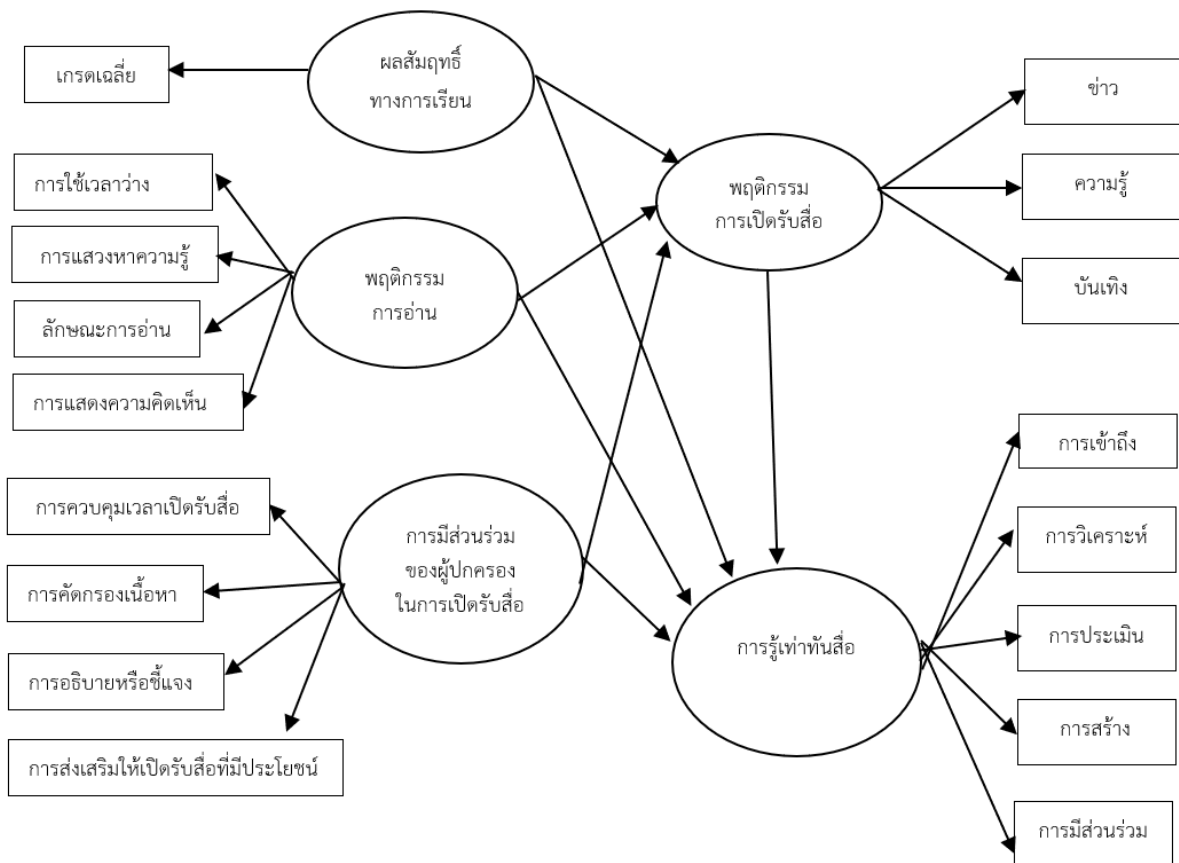 เกรดเฉลี่ย
ผลสัมฤทธิ์
ทางการเรียน
การใช้เวลาว่าง
การแสวงหาความรู้
ลักษณะการอ่าน
การแสดงความคิดเห็น
พฤติกรรม
การอ่าน
การควบคุมเวลาเปิดรับสื่อ
การคัดกรองเนื้อหา
การอธิบายหรือชี้แจง
การส่งเสริมให้เปิดรับสื่อที่มีประโยชน์
การมีส่วนร่วม
ของผู้ปกครอง
ในการเปิดรับสื่อ
พฤติกรรม
การเปิดรับสื่อ
ข่าว
ความรู้
บันเทิง
การรู้เท่าทันสื่อ
การเข้าถึง
การวิเคราะห์
การประเมิน
การสร้าง
การมีส่วนร่วม